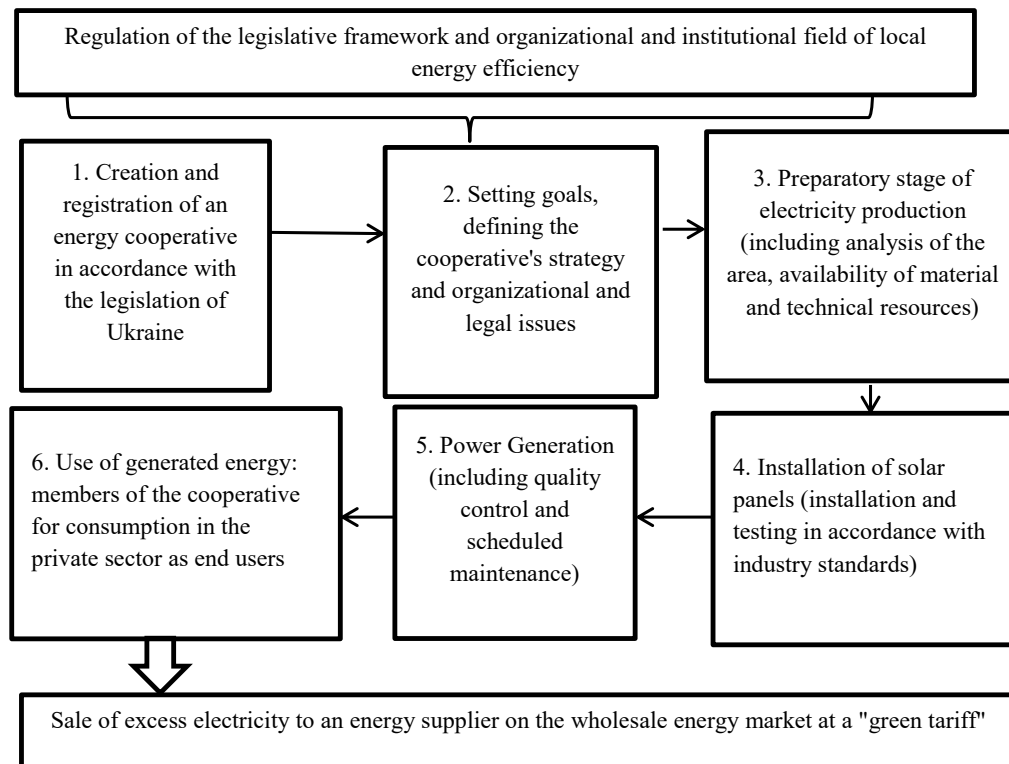 Regulation of the legislative framework and organizational and institutional field of local
energy efficiency
1. Creation and
registration of an
energy cooperative
in accordance with
the legislation of
Ukraine
2. Setting goals,
defining the
cooperative's strategy
and organizational and
legal issues
3. Preparatory stage of
electricity production
(including analysis of the
area, availability of material
and technical resources)
4. Installation of solar
panels (installation and
testing in accordance with
industry standards)
5. Power Generation
(including quality
control and
scheduled
maintenance)
6. Use of generated energy:
members of the cooperative
for consumption in the
private sector as end users
Sale of excess electricity to an energy supplier on the wholesale energy market at a "green tariff"